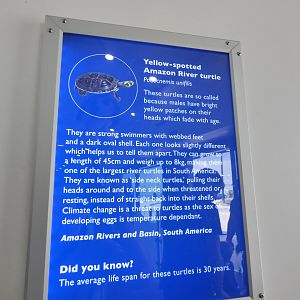 Yellow-spotted
Amazon River turtle
Podocnemis unifilis
These turtles are so called
because males have bright
yellow patches on their
heads which fade with age.
They are strong swimmers with webbed feet
and a dark oval shell. Each one looks slightly different
which helps us to tell them apart. They can grow to
a length of 45cm and weigh up to 8kg, making them
one of the largest river turtles in South America.
They are known as 'side neck turtles,' pulling their
heads around and to the side when threatened or
resting, instead of straight back into their shells.
Climate change is a threat to turtles as the sex of
developing eggs is temperature dependant.
Amazon Rivers and Basin, South America
Did you know?
The average life span for these turtles is 30 years.